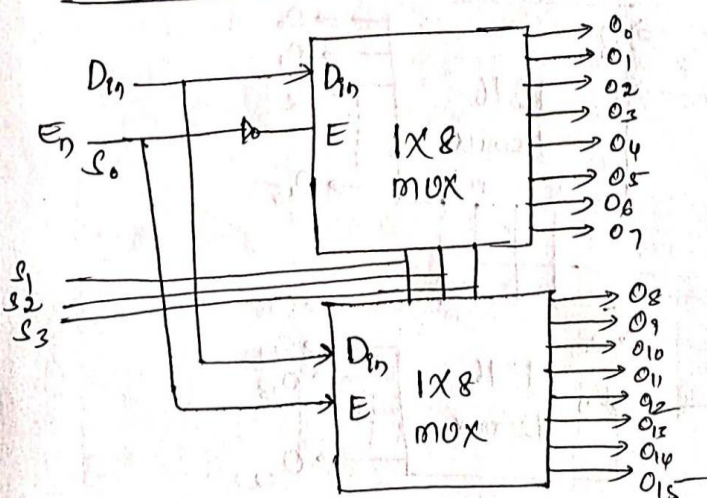 Din
En
S0
S1
S2
S3
Din
E
1X8
mux
O0
O1
O2
O3
O4
O5
O6
O7
Din
E
1X8
mux
O8
O9
O10
O11
O12
O13
O14
O15